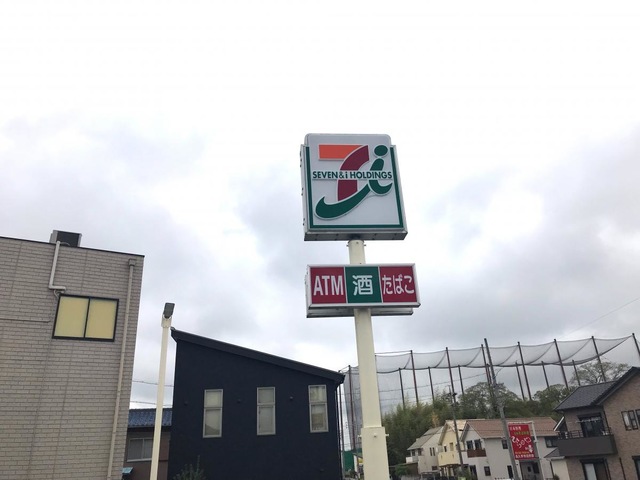 SEVEN & i HOLDINGS
ATM 酒 たばこ